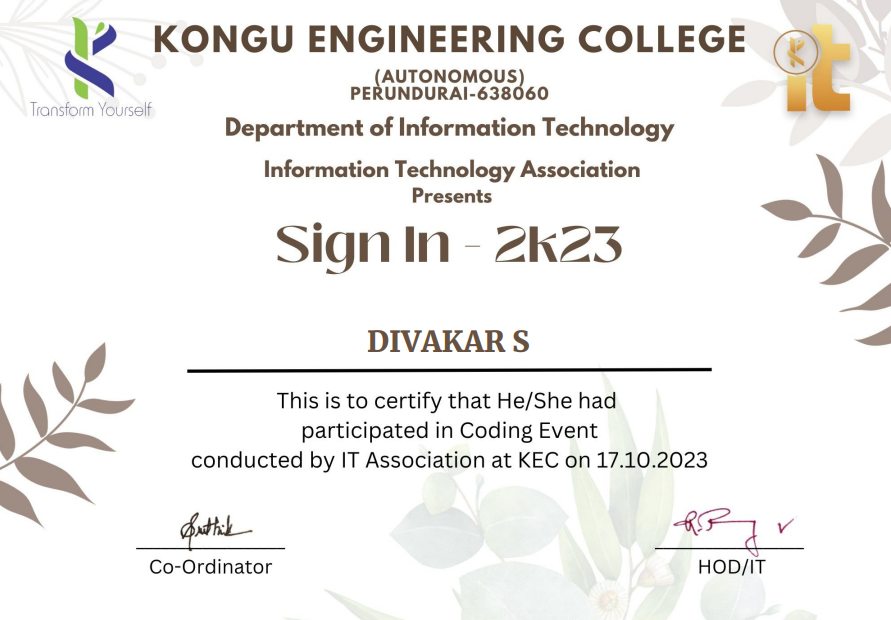 KONGU ENGINEERING COLLEGE
(AUTONOMOUS)
PERUNDURAI-638060
Transform Yourself
it
Department of Information Technology
Information Technology Association
Presents
Sign In - 2k23
DIVAKAR S
This is to certify that He/She had
participated in Coding Event
conducted by IT Association at KEC on 17.10.2023
Co-Ordinator
HOD/IT